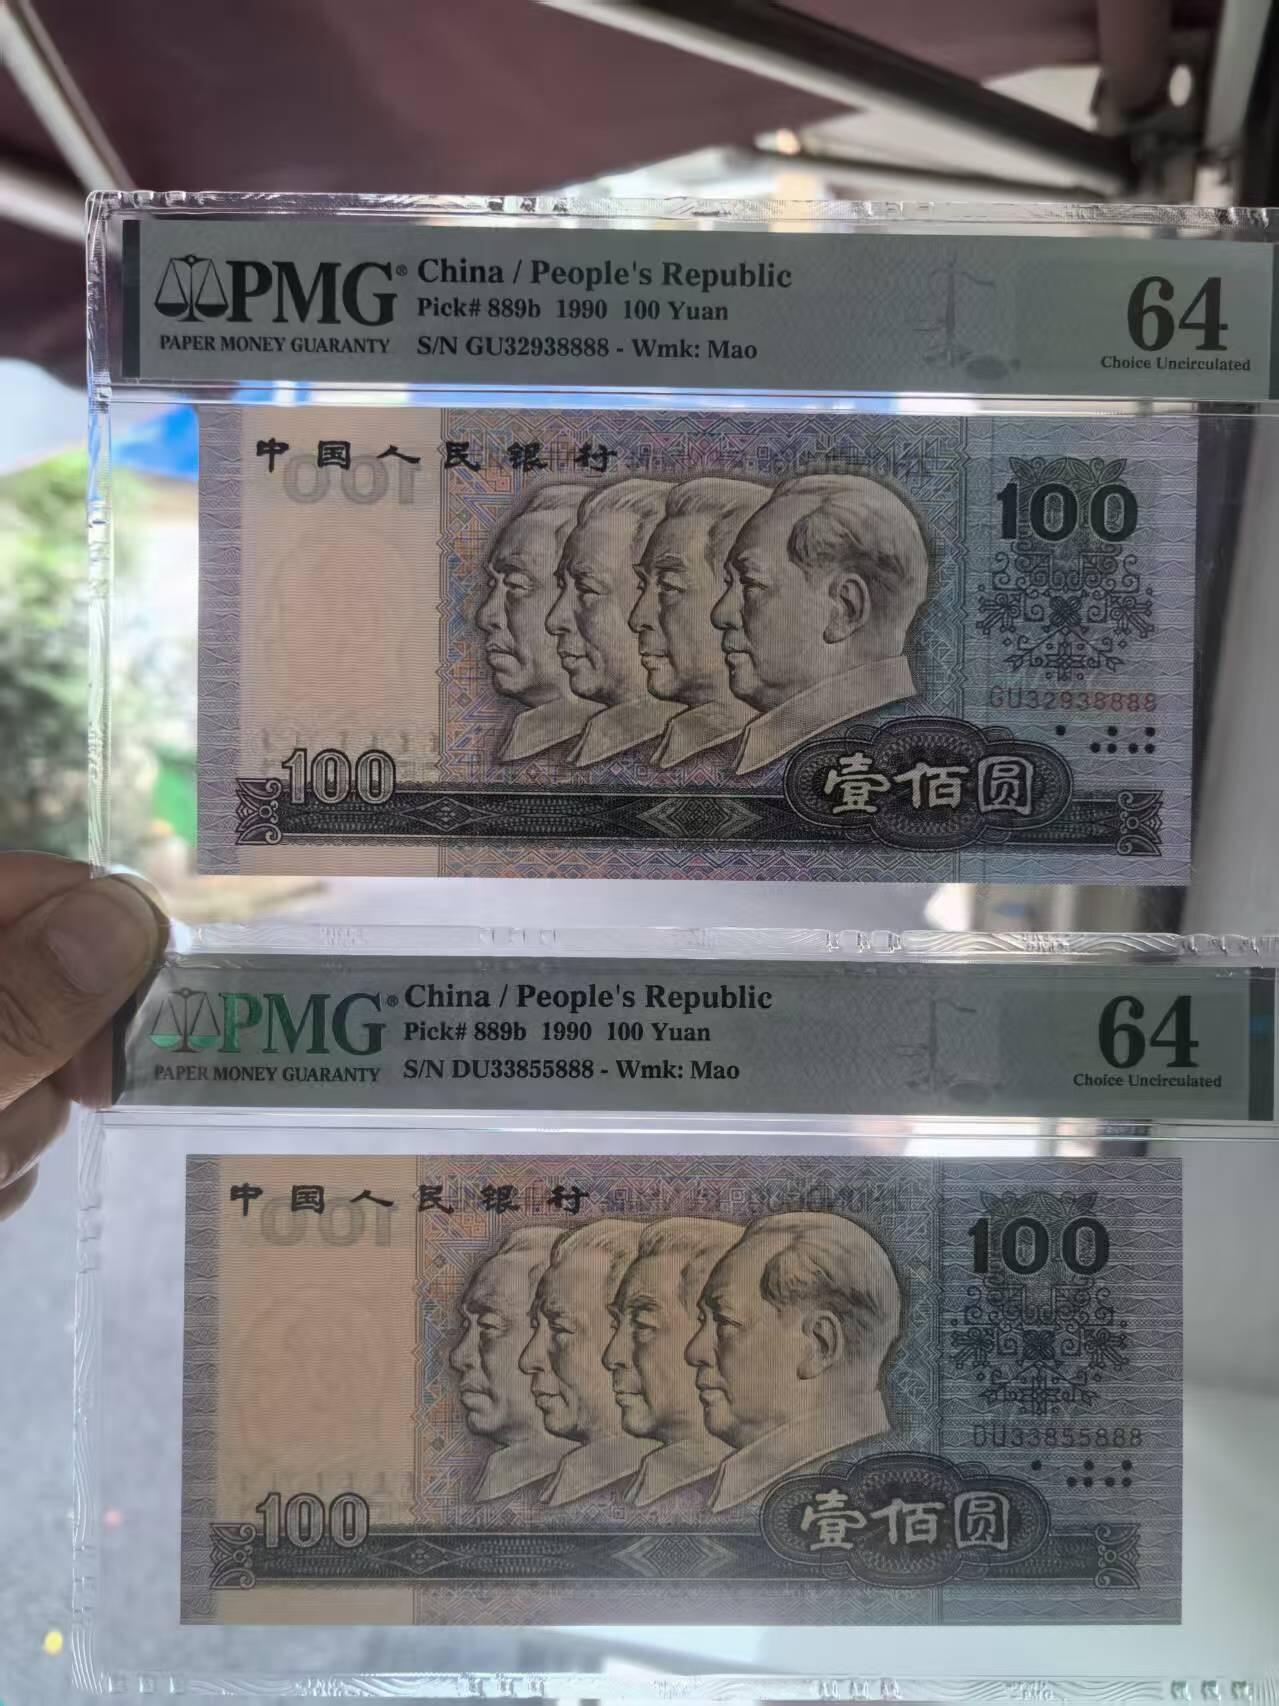 PMG®
PAPER MONEY GUARANTY
China / People's Republic
Pick# 889b 1990 100 Yuan
S/N GU32938888 - Wmk: Mao
64
Choice Uncirculated
中国人民银行
100
100
GU32938888
100
壹佰圆
PMG®
PAPER MONEY GUARANTY
China / People's Republic
Pick# 889b 1990 100 Yuan
S/N DU33855888 - Wmk: Mao
64
Choice Uncirculated
中国人民银行
100
100
DU33855888
100
壹佰圆